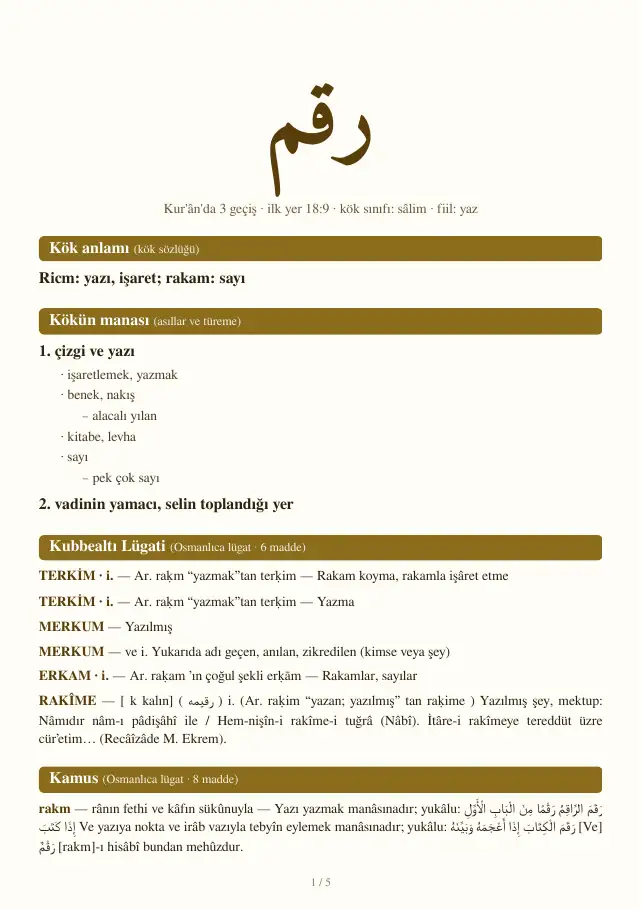 رقم
Kur'ân'da 3 geçiş · ilk yer 18:9 · kök sınıfı: sâlim · fiil: yaz
Kök anlamı (kök sözlüğü)
Ricm: yazı, işaret; rakam: sayı
Kökün manası (asıllar ve türeme)
1. çizgi ve yazı
· işaretlemek, yazmak
· benek, nakış
– alacalı yılan
· kitabe, levha
· sayı
– pek çok sayı
2. vadinin yamacı, selin toplandığı yer
Kubbealtı Lügati (Osmanlıca lügat · 6 madde)
TERKİM · i. — Ar. raḳm “yazmak”tan terḳim — Rakam koyma, rakamla işâret etme
TERKİM · i. — Ar. raḳm “yazmak”tan terḳim — Yazma
MERKUM — Yazılmış
MERKUM — ve i. Yukarıda adı geçen, anılan, zikredilen (kimse veya şey)
ERKAM · i. — Ar. raḳam ’ın çoğul şekli erḳām — Rakamlar, sayılar
RAKÎME — [ k kalın] ( رقيمه ) i. (Ar. raḳіm “yazan; yazılmış” tan raḳіme ) Yazılmış şey, mektup:
Nâmıdır nâm-ı pâdişâhî ile / Hem-nişîn-i rakîme-i tuğrâ (Nâbî). İtâre-i rakîmeye tereddüt üzre
cür’etim… (Recâîzâde M. Ekrem).
Kamus (Osmanlıca lügat · 8 madde)
rakm — rânın fethi ve kâfın sükûnuyla — Yazı yazmak manâsınadır; yukâlu: رَقَمَ الرَّاقِمُ رَقْمًا مِنَ الْبَابِ الْأَوَّلِ
إِذَا كَتَبَ Ve yazıya nokta ve irâb vazıyla tebyîn eylemek manâsınadır; yukâlu: رَقَمَ الْكِتَابَ إِذَا أَعْجَمَهُ وَبَيَّنَهُ [Ve]
رَقْمٌ [rakm]-ı hisâbî bundan mehûzdur.
1 / 5